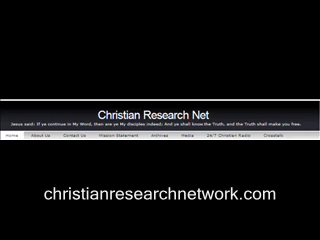 Christian Research Net
Jesus said: If ye continue in My Word, then are ye My disciples indeed; And ye shall know the Truth, and the Truth shall make you free.
Home About Us Contact Us Mission Statement Archives Media 24/7 Christian Radio Crosstalk
christianresearchnetwork.com